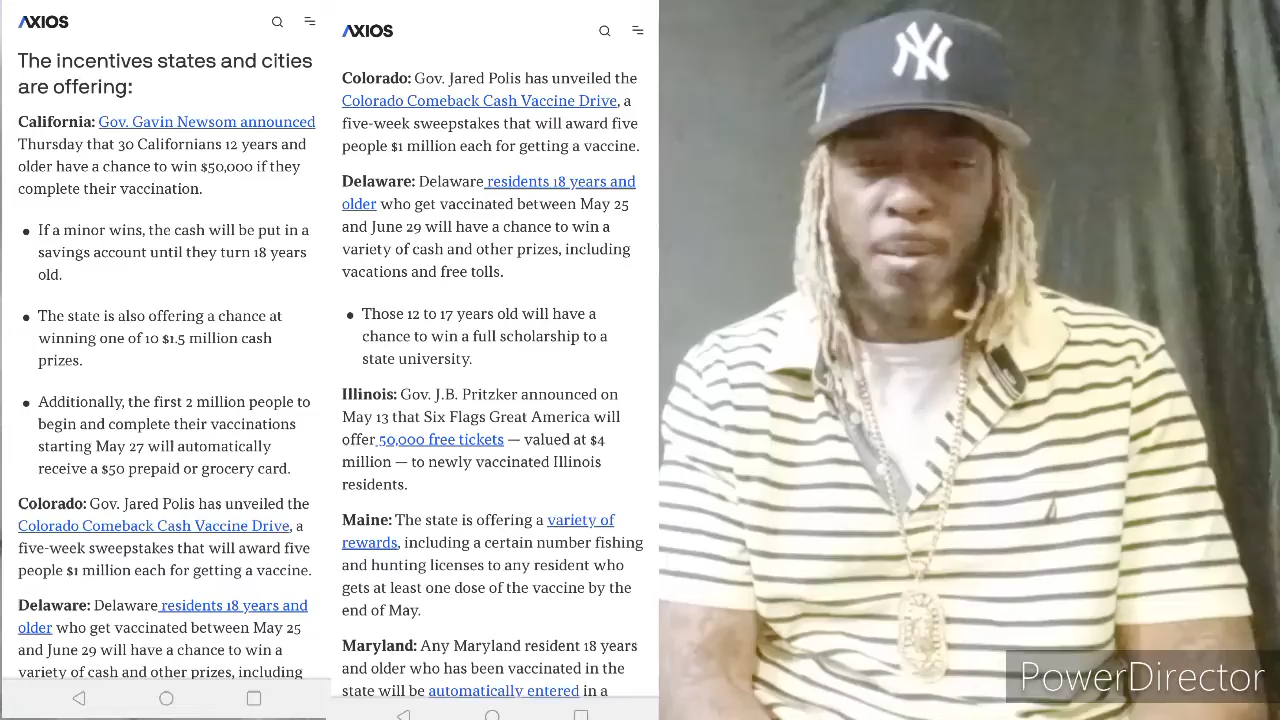 AXIOS
The incentives states and cities
are offering:
California: Gov. Gavin Newsom announced
Thursday that 30 Californians 12 years and
older have a chance to win $50,000 if they
complete their vaccination.
• If a minor wins, the cash will be put in a
savings account until they turn 18 years
old.
• The state is also offering a chance at
winning one of 10 $1.5 million cash
prizes.
• Additionally, the first 2 million people to
begin and complete their vaccinations
starting May 27 will automatically
receive a $50 prepaid or grocery card.
Colorado: Gov. Jared Polis has unveiled the
Colorado Comeback Cash Vaccine Drive, a
five-week sweepstakes that will award five
people $1 million each for getting a vaccine.
Delaware: Delaware residents 18 years and
older who get vaccinated between May 25
and June 29 will have a chance to win a
variety of cash and other prizes, including
AXIOS
Colorado: Gov. Jared Polis has unveiled the
Colorado Comeback Cash Vaccine Drive, a
five-week sweepstakes that will award five
people $1 million each for getting a vaccine.
Delaware: Delaware residents 18 years and
older who get vaccinated between May 25
and June 29 will have a chance to win a
variety of cash and other prizes, including
vacations and free tolls.
• Those 12 to 17 years old will have a
chance to win a full scholarship to a
state university.
Illinois: Gov. J.B. Pritzker announced on
May 13 that Six Flags Great America will
offer 50,000 free tickets — valued at $4
million — to newly vaccinated Illinois
residents.
Maine: The state is offering a variety of
rewards, including a certain number fishing
and hunting licenses to any resident who
gets at least one dose of the vaccine by the
end of May.
Maryland: Any Maryland resident 18 years
and older who has been vaccinated in the
state will be automatically entered in a
NY
PowerDirector